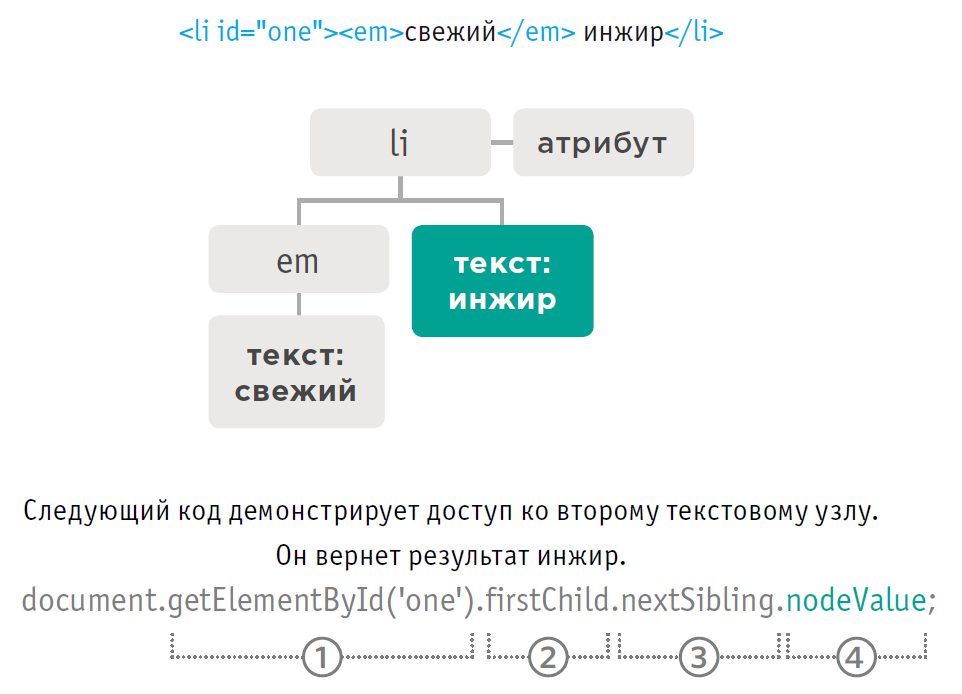 <li id="one"><em>свежий</em> инжир</li>
li
атрибут
em
текст:
инжир
текст:
свежий
Следующий код демонстрирует доступ ко второму текстовому узлу.
Он вернет результат инжир.
document.getElementById('one').firstChild.nextSibling.nodeValue;
1 2 3 4